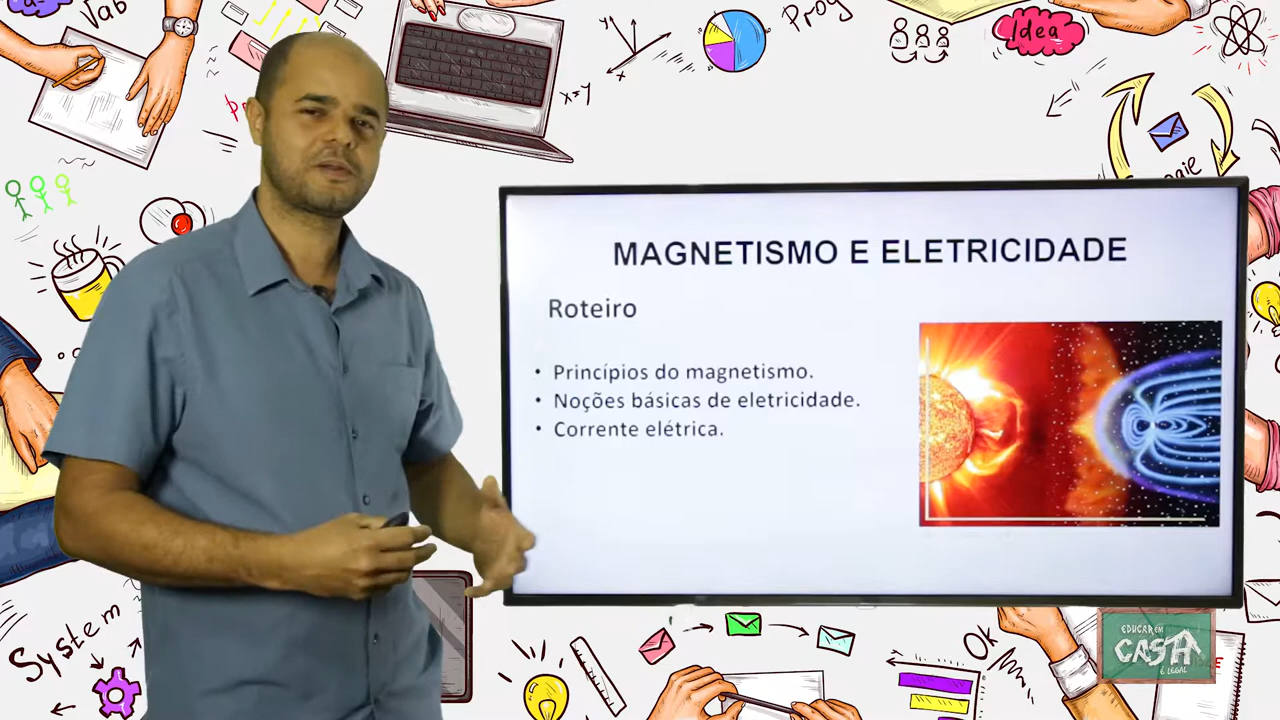 Vab
Prog
Idea
x=y
MAGNETISMO E ELETRICIDADE
Roteiro
• Princípios do magnetismo.
• Noções básicas de eletricidade.
• Corrente elétrica.
System
Ok
EDUCAR EM
CASA
É LEGAL